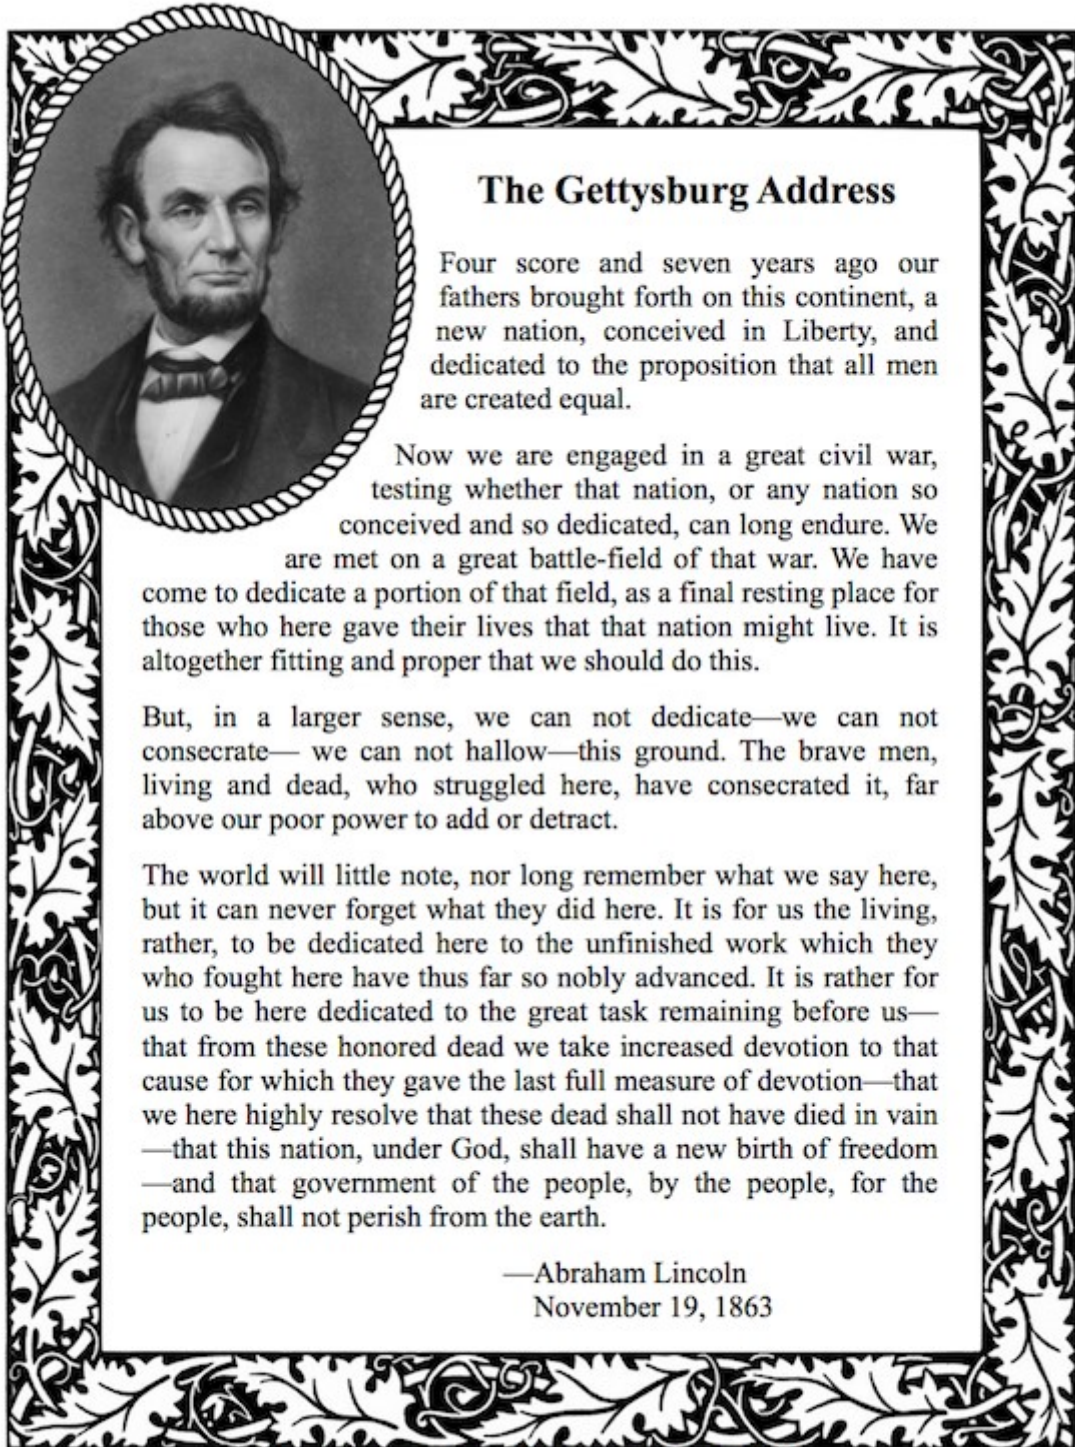 The Gettysburg Address
Four score and seven years ago our
fathers brought forth on this continent, a
new nation, conceived in Liberty, and
dedicated to the proposition that all men
are created equal.
Now we are engaged in a great civil war,
testing whether that nation, or any nation so
conceived and so dedicated, can long endure. We
are met on a great battle-field of that war. We have
come to dedicate a portion of that field, as a final resting place for
those who here gave their lives that that nation might live. It is
altogether fitting and proper that we should do this.
But, in a larger sense, we can not dedicate—we can not
consecrate— we can not hallow—this ground. The brave men,
living and dead, who struggled here, have consecrated it, far
above our poor power to add or detract.
The world will little note, nor long remember what we say here,
but it can never forget what they did here. It is for us the living,
rather, to be dedicated here to the unfinished work which they
who fought here have thus far so nobly advanced. It is rather for
us to be here dedicated to the great task remaining before us—
that from these honored dead we take increased devotion to that
cause for which they gave the last full measure of devotion—that
we here highly resolve that these dead shall not have died in vain
—that this nation, under God, shall have a new birth of freedom
—and that government of the people, by the people, for the
people, shall not perish from the earth.
—Abraham Lincoln
November 19, 1863